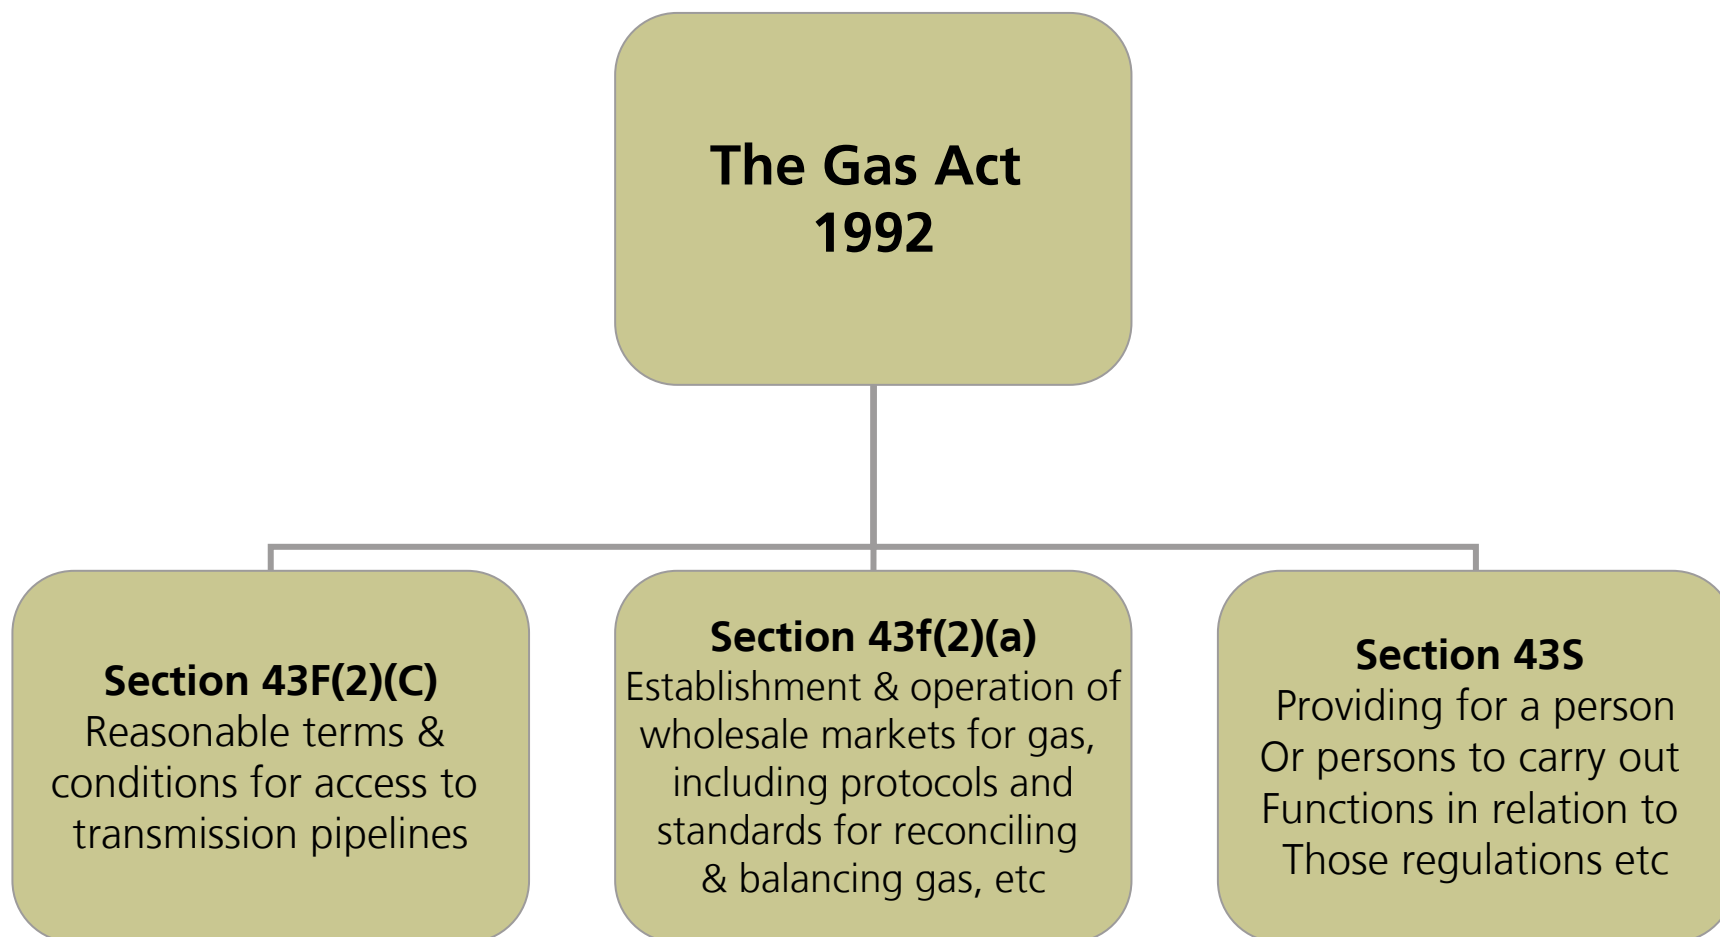 The Gas Act
1992
Section 43F(2)(C)
Reasonable terms &
conditions for access to
transmission pipelines
Section 43f(2)(a)
Establishment & operation of
wholesale markets for gas,
including protocols and
standards for reconciling
& balancing gas, etc
Section 43S
Providing for a person
Or persons to carry out
Functions in relation to
Those regulations etc